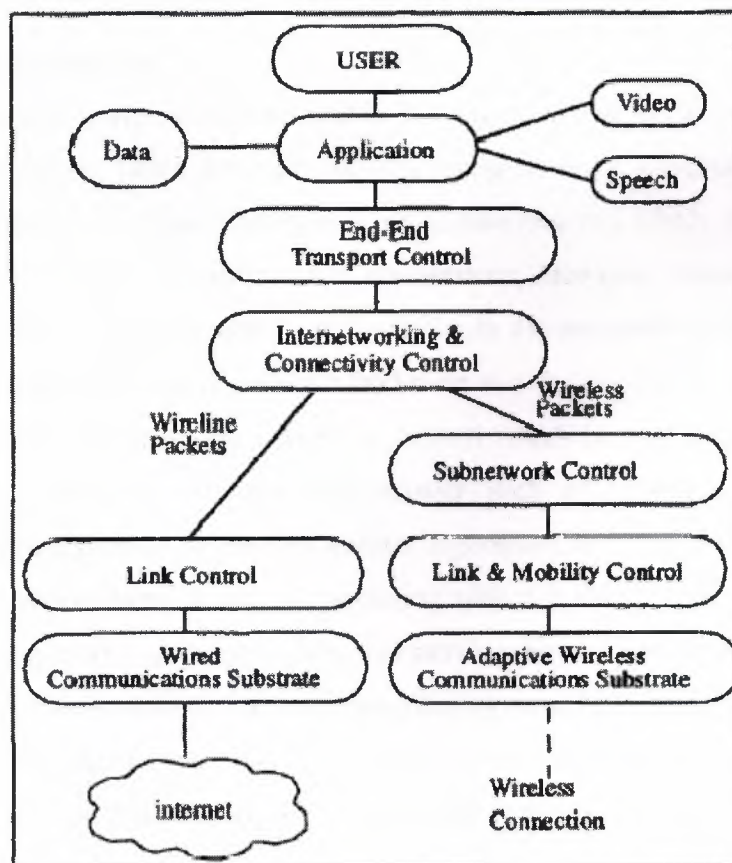 USER
Video
Data
Application
Speech
End-End
Transport Control
Internetworking &
Connectivity Control
Wireline
Packets
Wireless
Packets
Subnetwork Control
Link Control
Link & Mobility Control
Wired
Communications Substrate
Adaptive Wireless
Communications Substrate
internet
Wireless
Connection